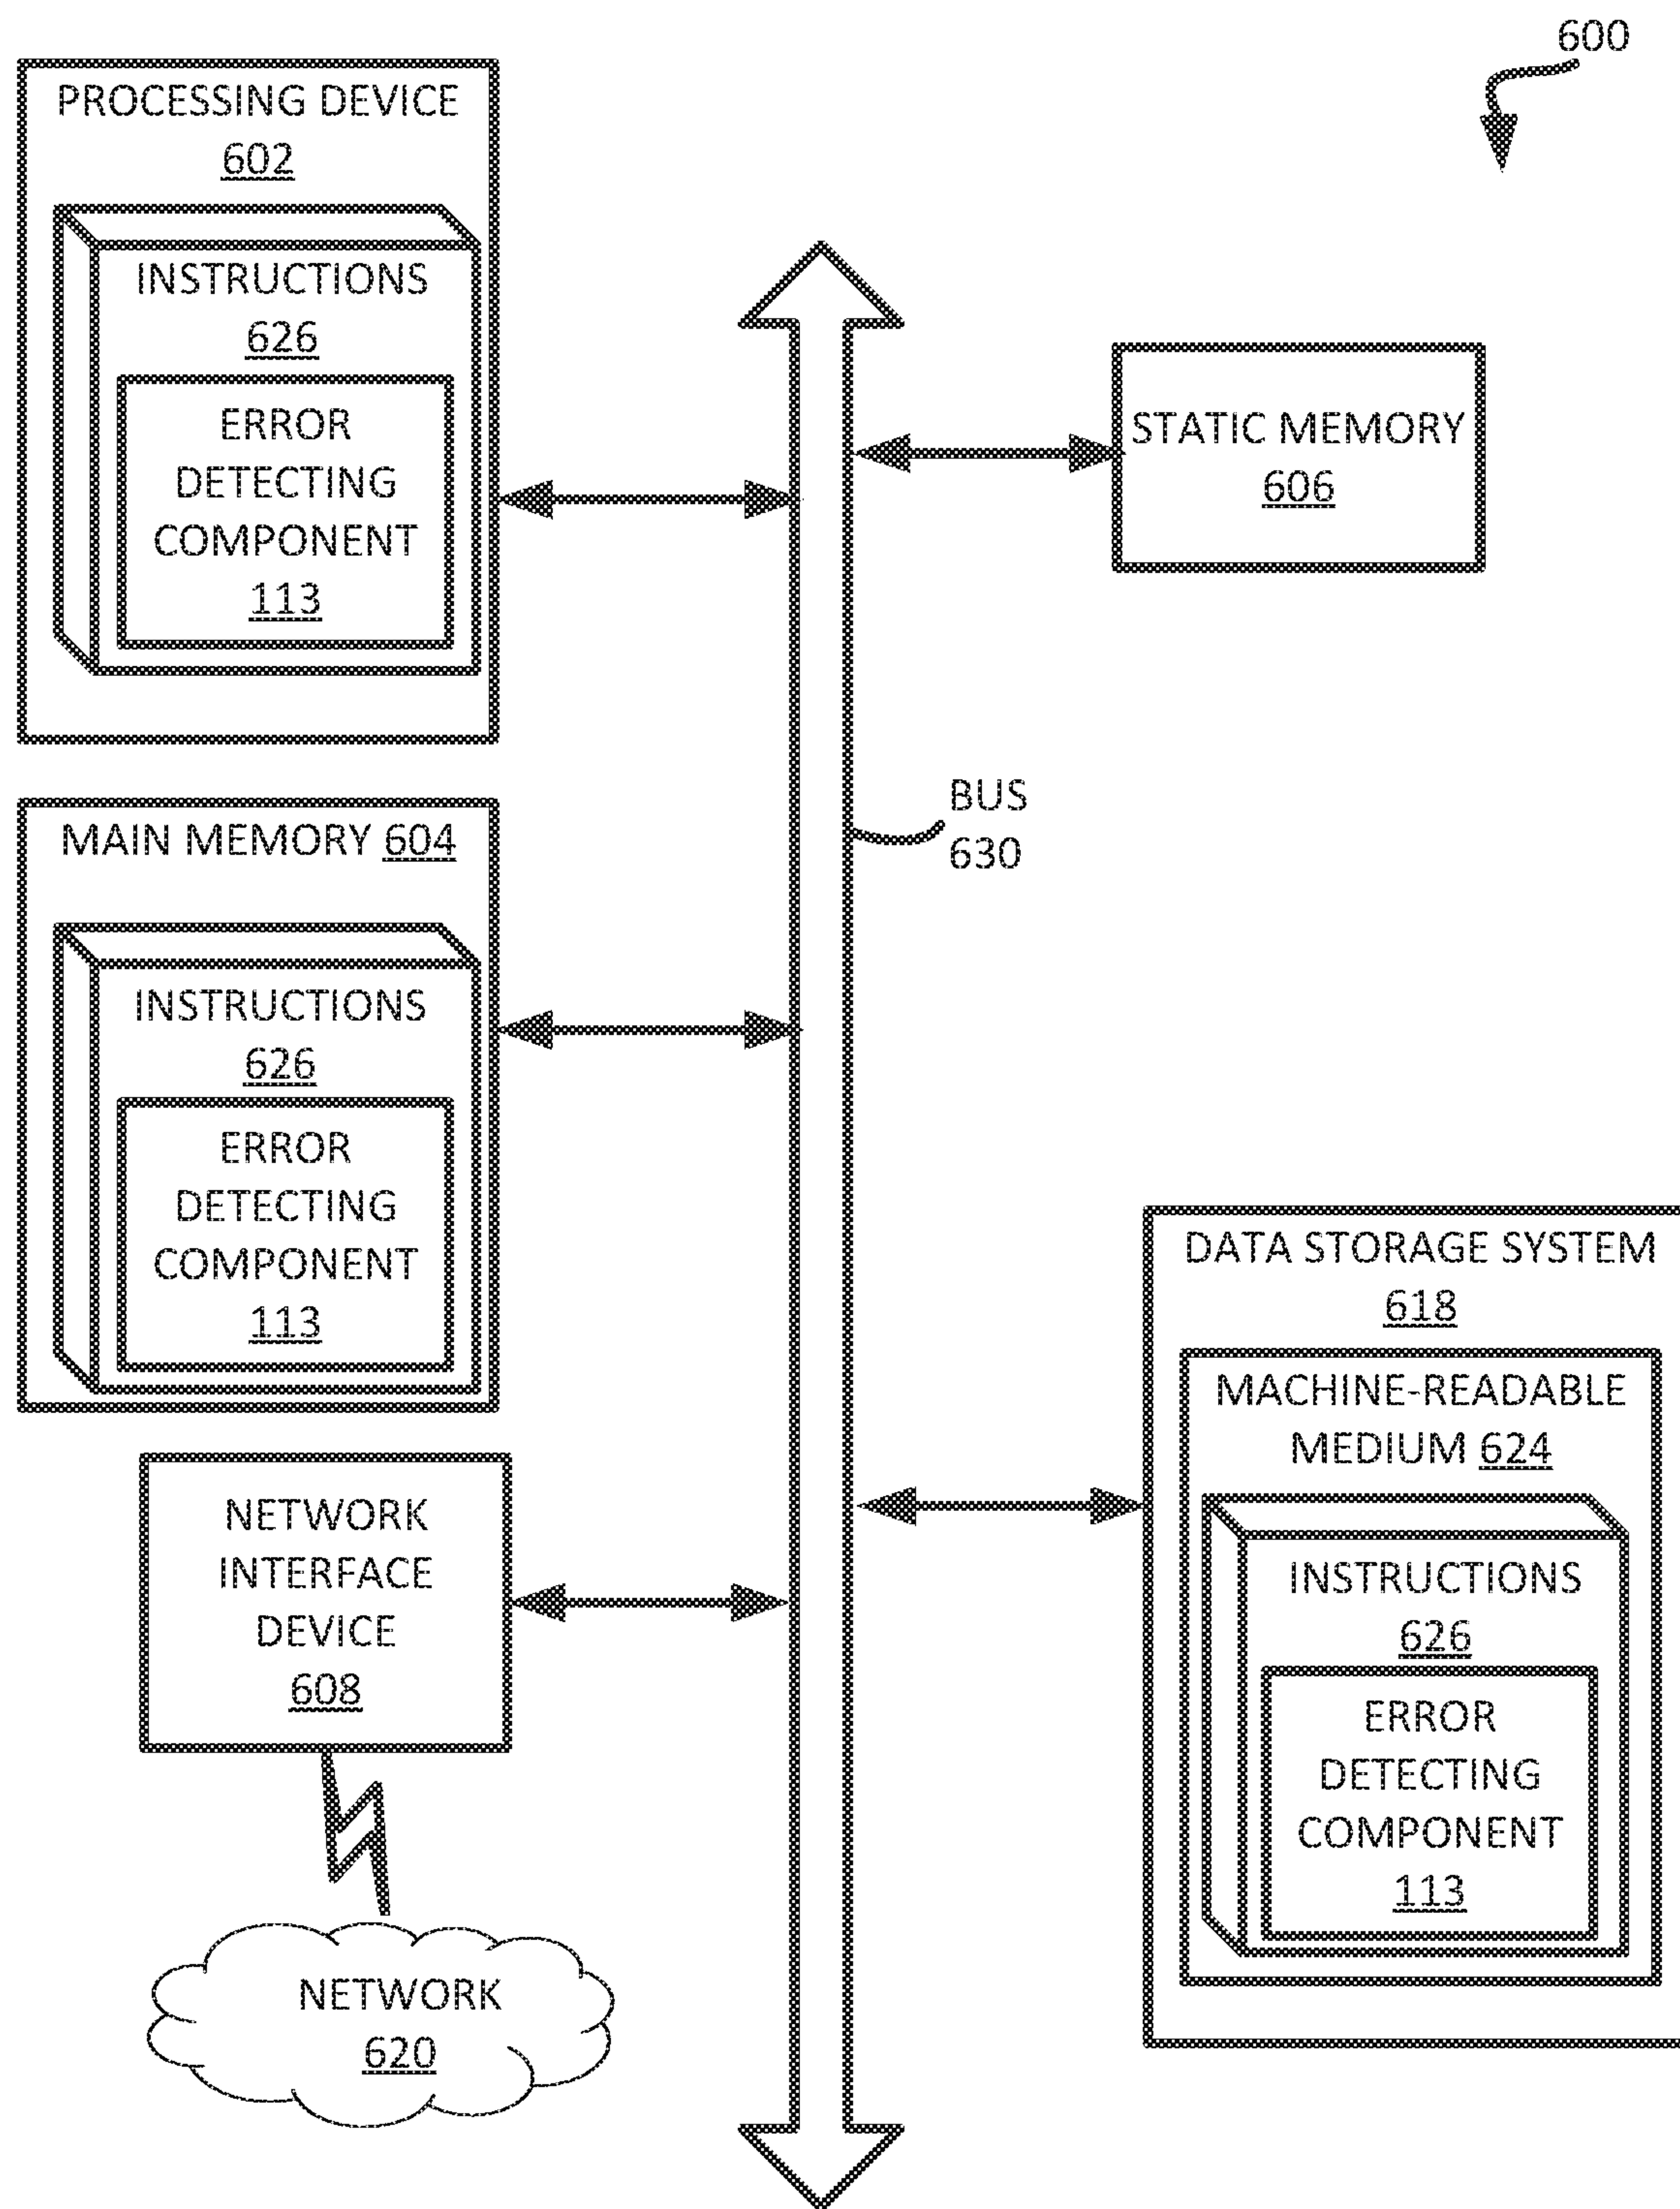 600
PROCESSING DEVICE
602
INSTRUCTIONS
626
ERROR
DETECTING
COMPONENT
113
STATIC MEMORY
606
BUS
630
MAIN MEMORY 604
INSTRUCTIONS
626
ERROR
DETECTING
COMPONENT
113
DATA STORAGE SYSTEM
618
MACHINE-READABLE
MEDIUM 624
INSTRUCTIONS
626
ERROR
DETECTING
COMPONENT
113
NETWORK
INTERFACE
DEVICE
608
NETWORK
620